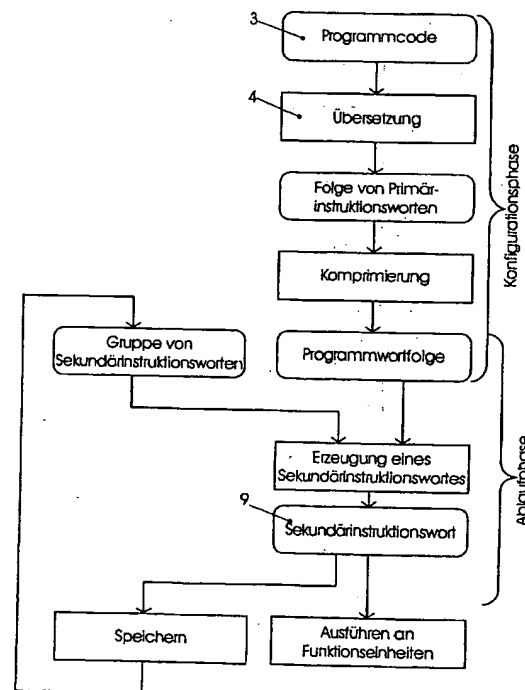 3
Programmcode
4
Übersetzung
Folge von Primär-
instruktionsworten
Konfigurationsphase
Komprimierung
Gruppe von
Sekundärinstruktionsworten
Programmwortfolge
Erzeugung eines
Sekundärinstruktionswortes
Ablaufphase
9
Sekundärinstruktionswort
Speichern
Ausführen an
Funktionseinheiten